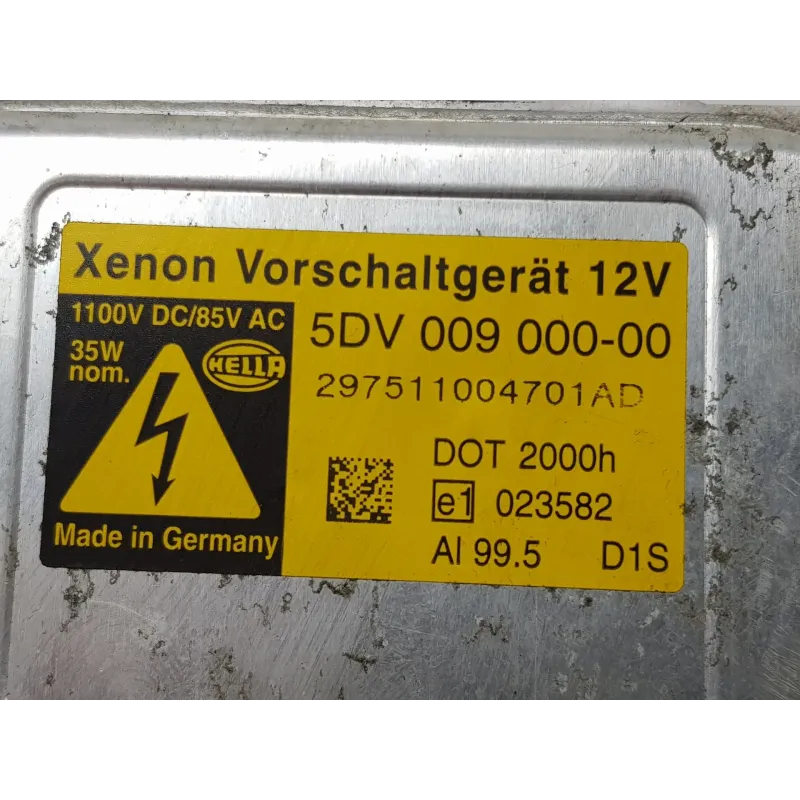 Xenon Vorschaltgerät 12V
1100V DC/85V AC
35W
nom.
HELLA
Made in Germany
5DV 009 000-00
297511004701AD
DOT 2000h
e1 023582
Al 99.5 D1S